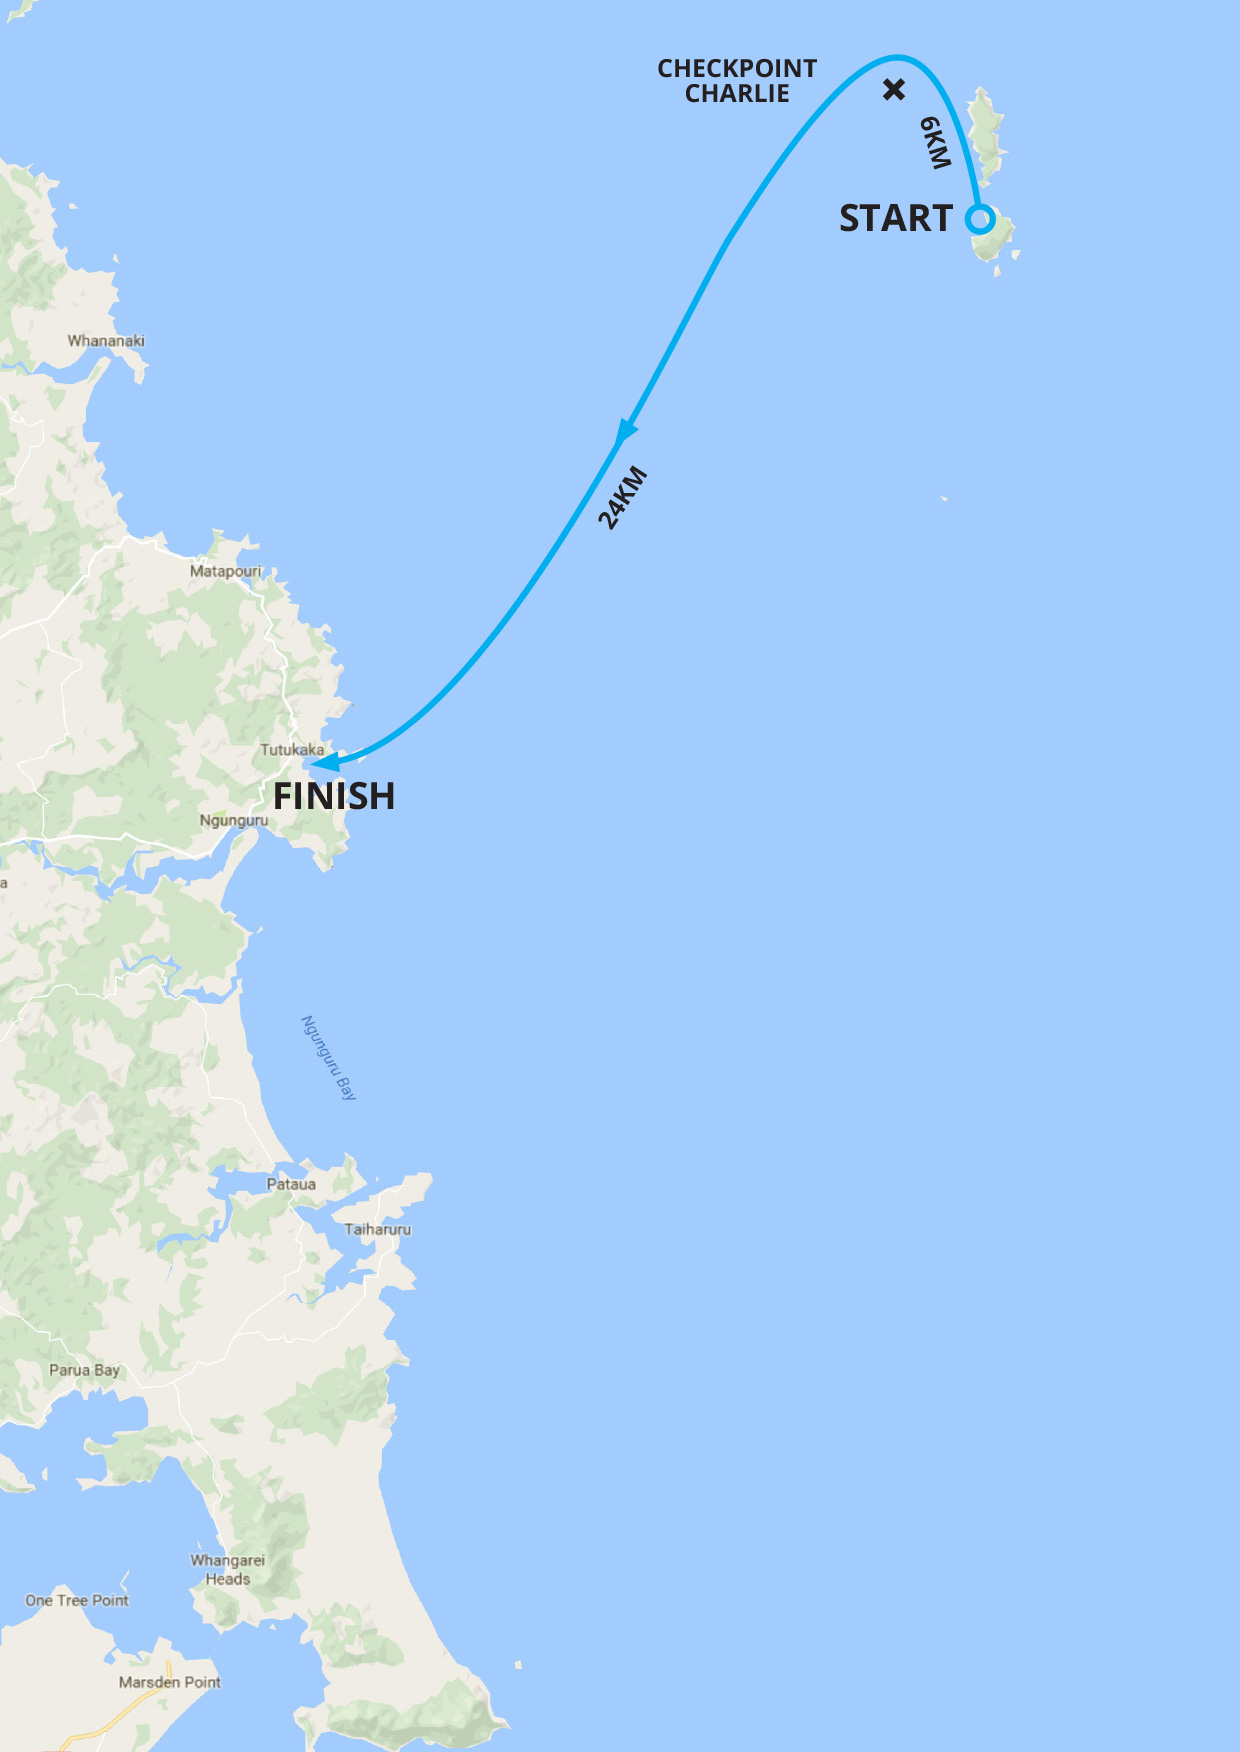 CHECKPOINT
CHARLIE
6KM
START
Whananaki
24KM
Matapouri
Tutukaka
FINISH
Ngunguru
a
Ngunguru Bay
Pataua
Taiharuru
Parua Bay
Whangarei
Heads
One Tree Point
Marsden Point